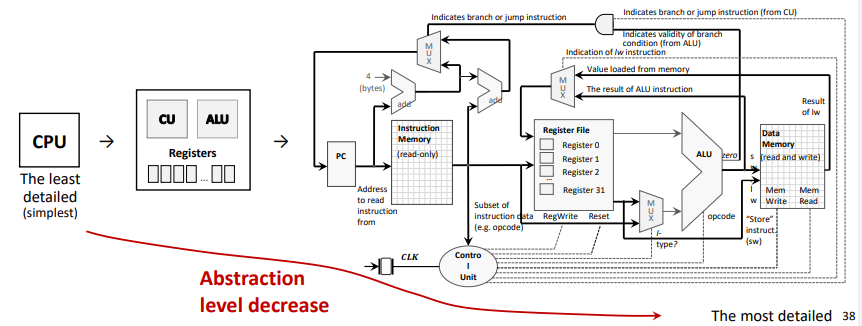 Indicates branch or jump instruction (from CU)
Indicates branch or jump instruction
Indicates validity of branch
condition (from ALU)
Indication of lw instruction
M
U
X
4
(bytes)
add
add
M
U
X
Value loaded from memory
The result of ALU instruction
Result
of lw
CPU
The least
detailed
(simplest)
CU
ALU
Registers
...
PC
Instruction
Memory
(read-only)
Address
to read
instruction
from
Register File
Register 0
Register 1
Register 2
...
Register 31
RegWrite
Reset
Subset of
instruction data
(e.g. opcode)
ALU
zero
M
U
X
I-
type?
opcode
s
w
l
w
Data
Memory
(read and write)
Mem
Write
Mem
Read
"Store"
instruct.
(sw)
CLK
Contro
l
Unit
Abstraction
level decrease
The most detailed
38